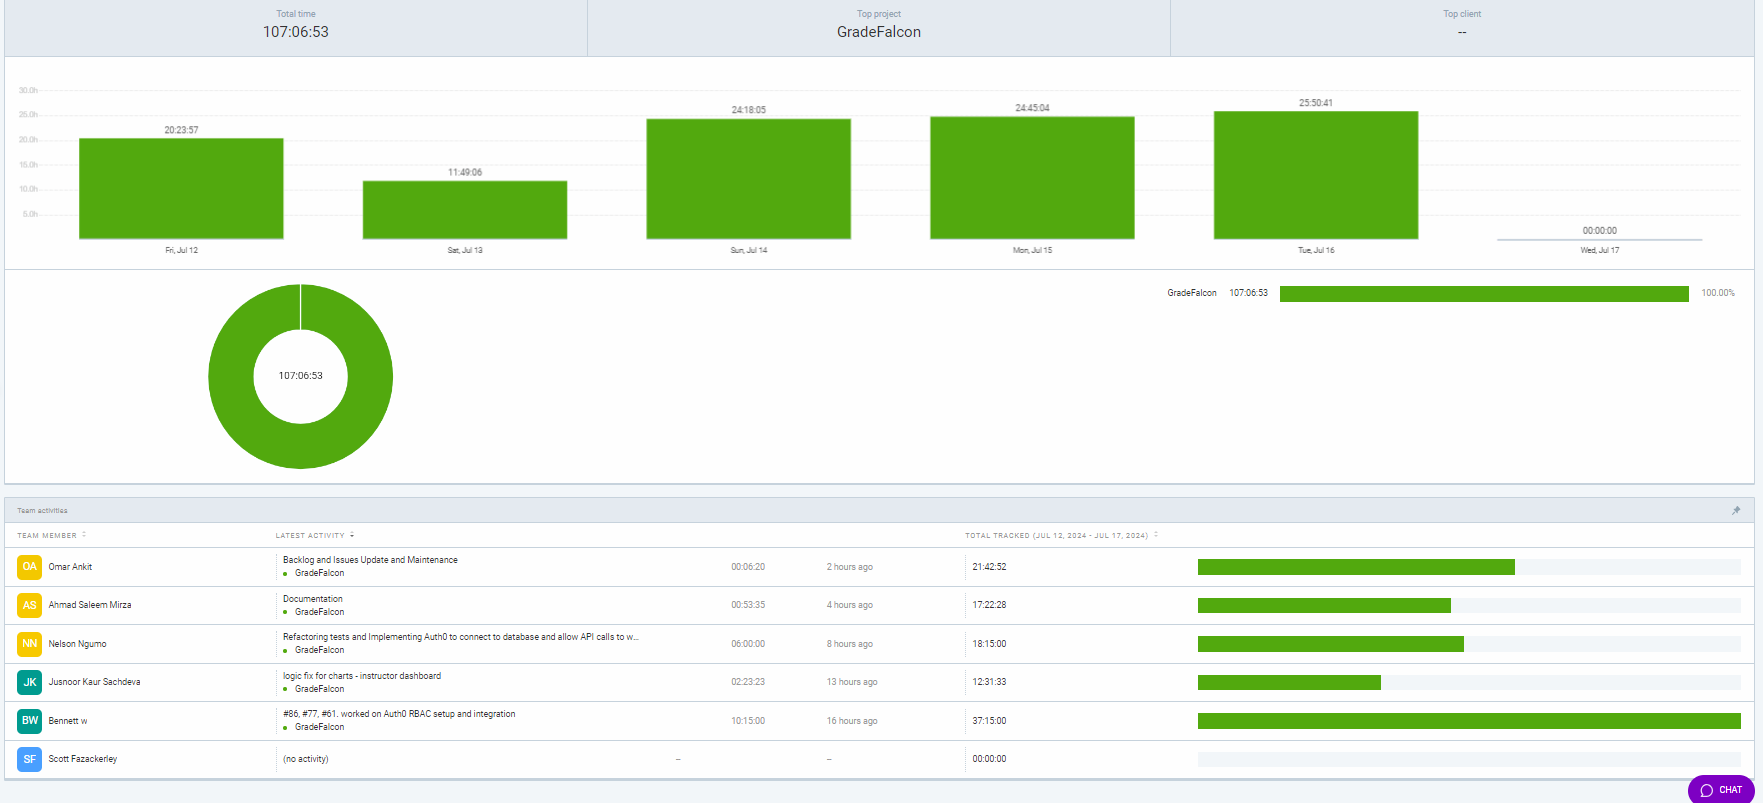 Total time
107:06:53
Top project
GradeFalcon
Top client
--
30.0h
25.0h
20.0h
15.0h
10.0h
5.0h
20:23:57
11:49:06
24:18:05
24:45:04
25:50:41
00:00:00
Fri, Jul 12
Sat, Jul 13
Sun, Jul 14
Mon, Jul 15
Tue, Jul 16
Wed, Jul 17
107:06:53
GradeFalcon 107:06:53 100.00%
Team activities
TEAM MEMBER LATEST ACTIVITY TOTAL TRACKED (JUL 12, 2024 - JUL 17, 2024)
OA Omar Ankit
Backlog and Issues Update and Maintenance
GradeFalcon
00:06:20 2 hours ago 21:42:52
AS Ahmad Saleem Mirza
Documentation
GradeFalcon
00:53:35 4 hours ago 17:22:28
NN Nelson Ngumo
Refactoring tests and Implementing Auth0 to connect to database and allow API calls to w...
GradeFalcon
06:00:00 8 hours ago 18:15:00
JK Jusnoor Kaur Sachdeva
logic fix for charts - instructor dashboard
GradeFalcon
02:23:23 13 hours ago 12:31:33
BW Bennett w
#86, #77, #61. worked on Auth0 RBAC setup and integration
GradeFalcon
10:15:00 16 hours ago 37:15:00
SF Scott Fazackerley
(no activity)
-- -- 00:00:00
CHAT